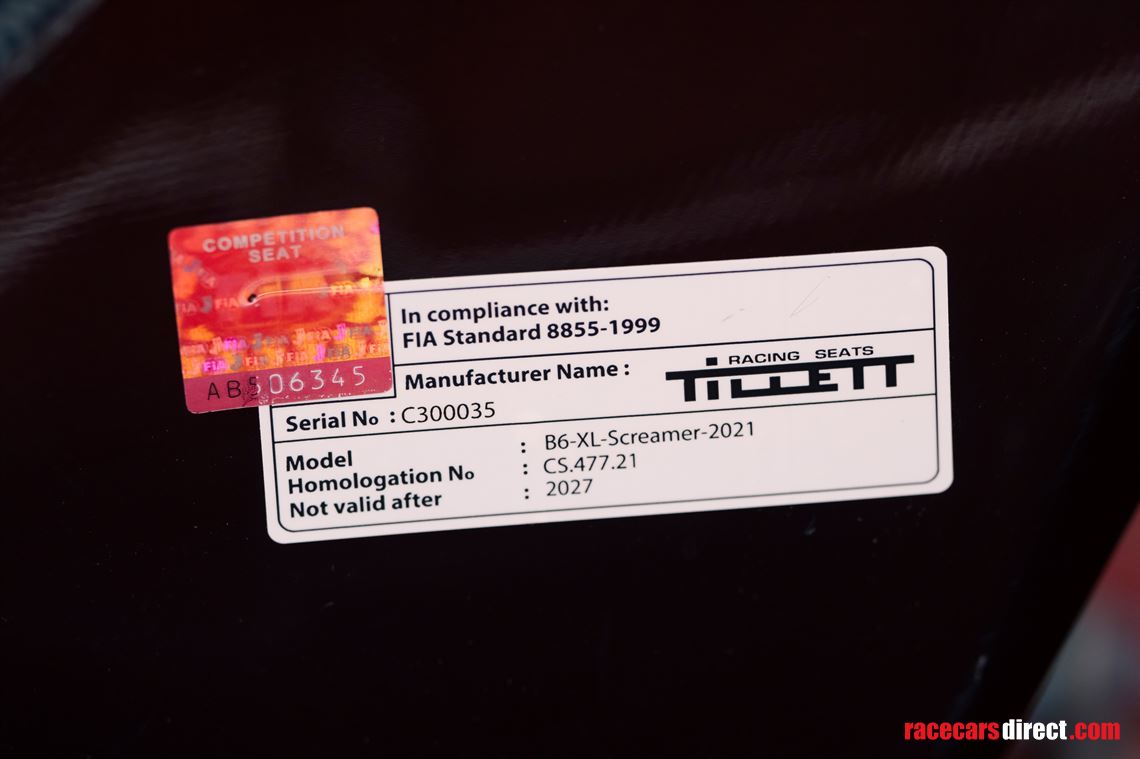 COMPETITION
SEAT
In compliance with:
FIA Standard 8855-1999
Manufacturer Name :
RACING SEATS
TILLETT
Serial No : C300035
Model : B6-XL-Screamer-2021
Homologation No : CS.477.21
Not valid after : 2027
racecarsdirect.com